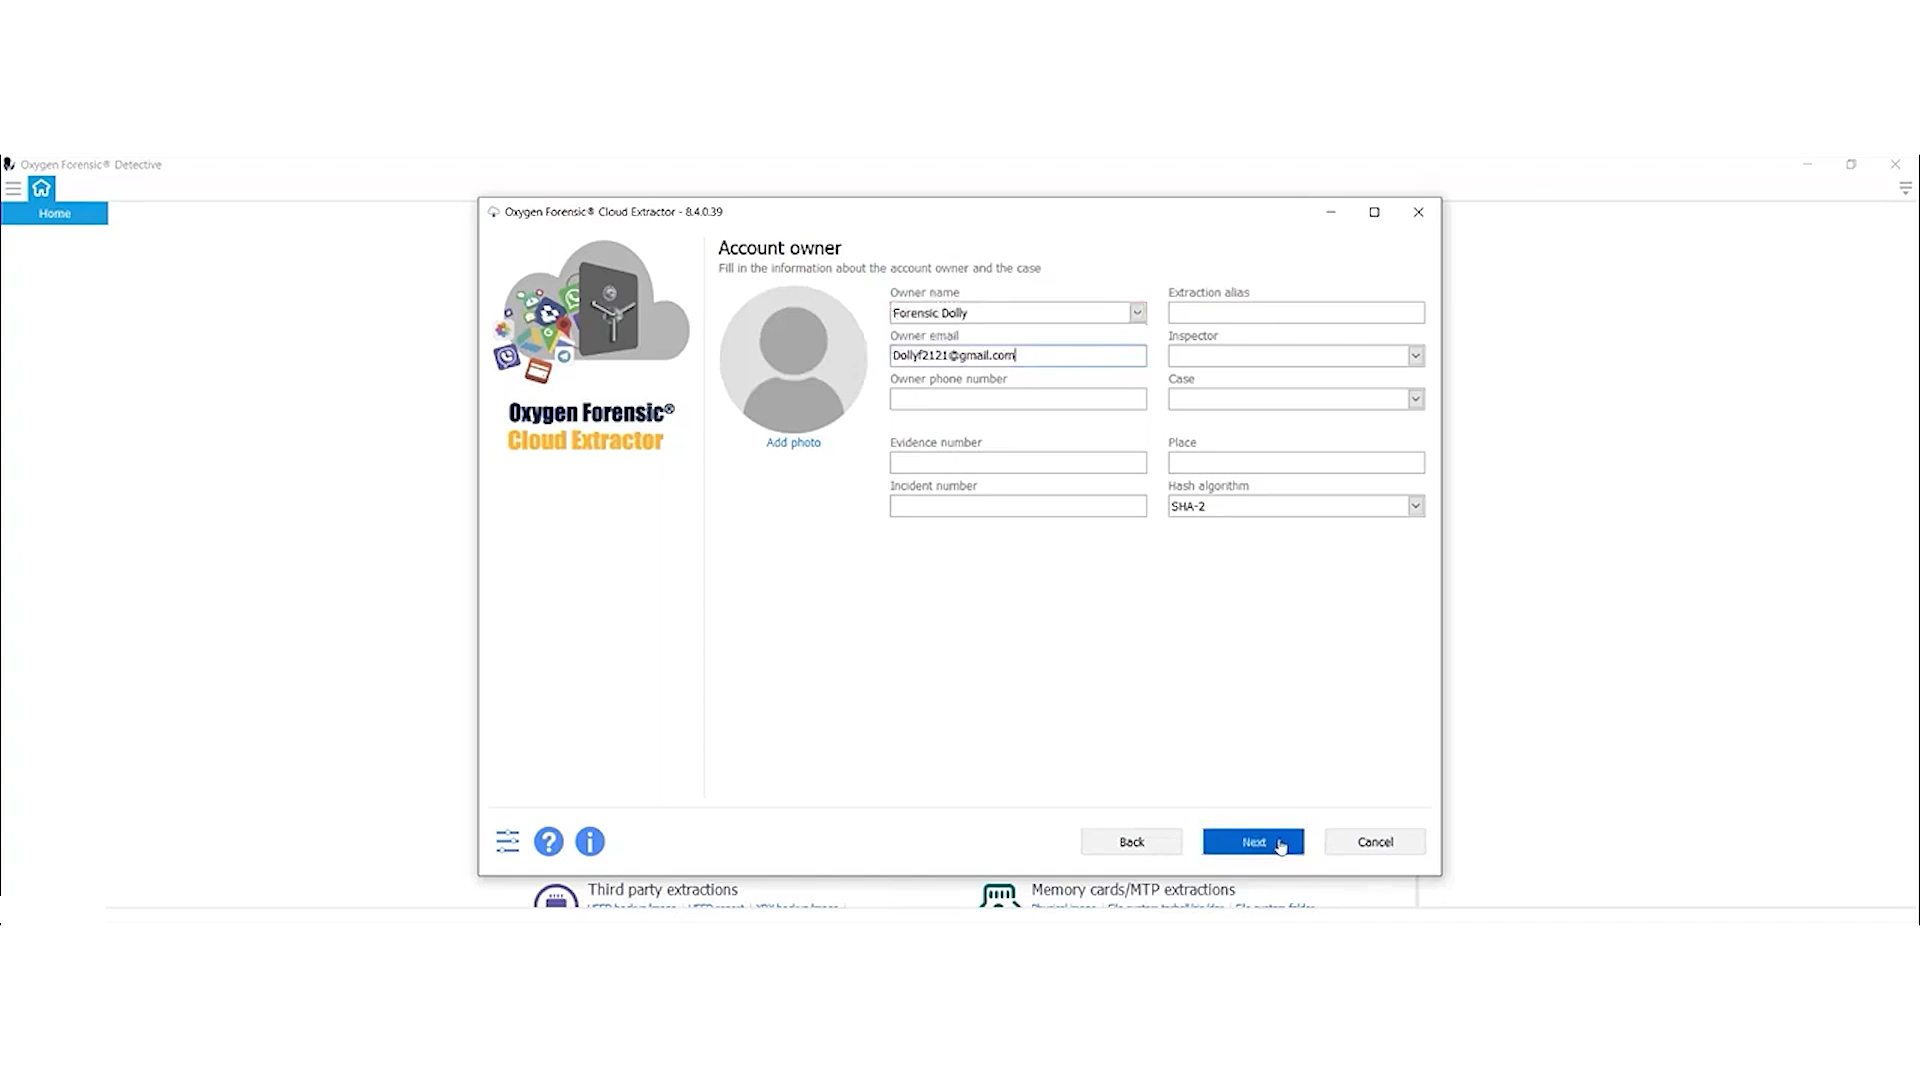 Oxygen Forensic® Detective
Home
Oxygen Forensic® Cloud Extractor - 8.4.0.39
Oxygen Forensic®
Cloud Extractor
Account owner
Fill in the information about the account owner and the case
Add photo
Owner name
Forensic Dolly
Owner email
Dollyf2121@gmail.com
Owner phone number
Evidence number
Incident number
Extraction alias
Inspector
Case
Place
Hash algorithm
SHA-2
Back
Next
Cancel
Third party extractions
Memory cards/MTP extractions